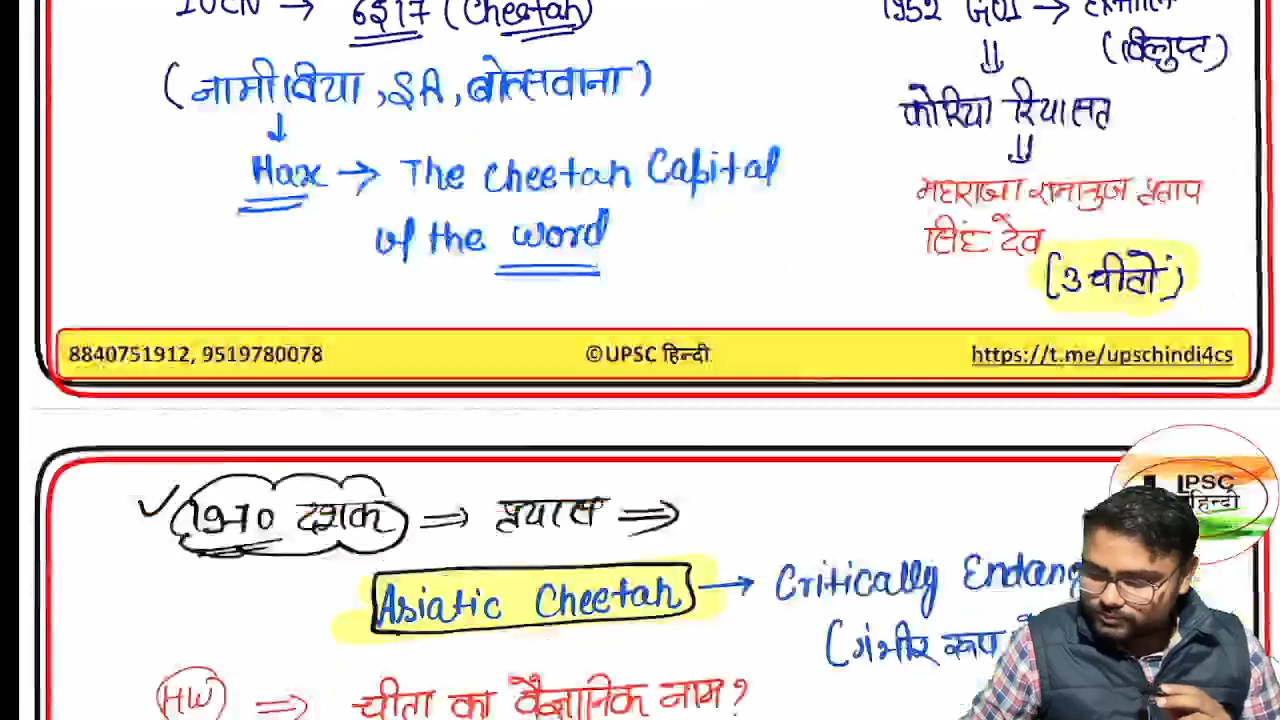 IUCN → 6517 (Cheetah)
(नामीबिया, SA, बोत्सवाना)
↓
Max → The Cheetah Capital
of the word
1952 GOI →
(विलुप्त)
⇓
कोरिया रियासत
⇓
महाराजा रामानुज प्रताप
सिंह देव
(3 चीतों)
8840751912, 9519780078
©UPSC हिन्दी
https://t.me/upschindi4cs
UPSC
हिन्दी
✓ 1970 दशक ⇒ प्रयास ⇒
Asiatic Cheetah → Critically Endang
(गंभीर रूप
HW ⇒ चीता का वैज्ञानिक नाम?